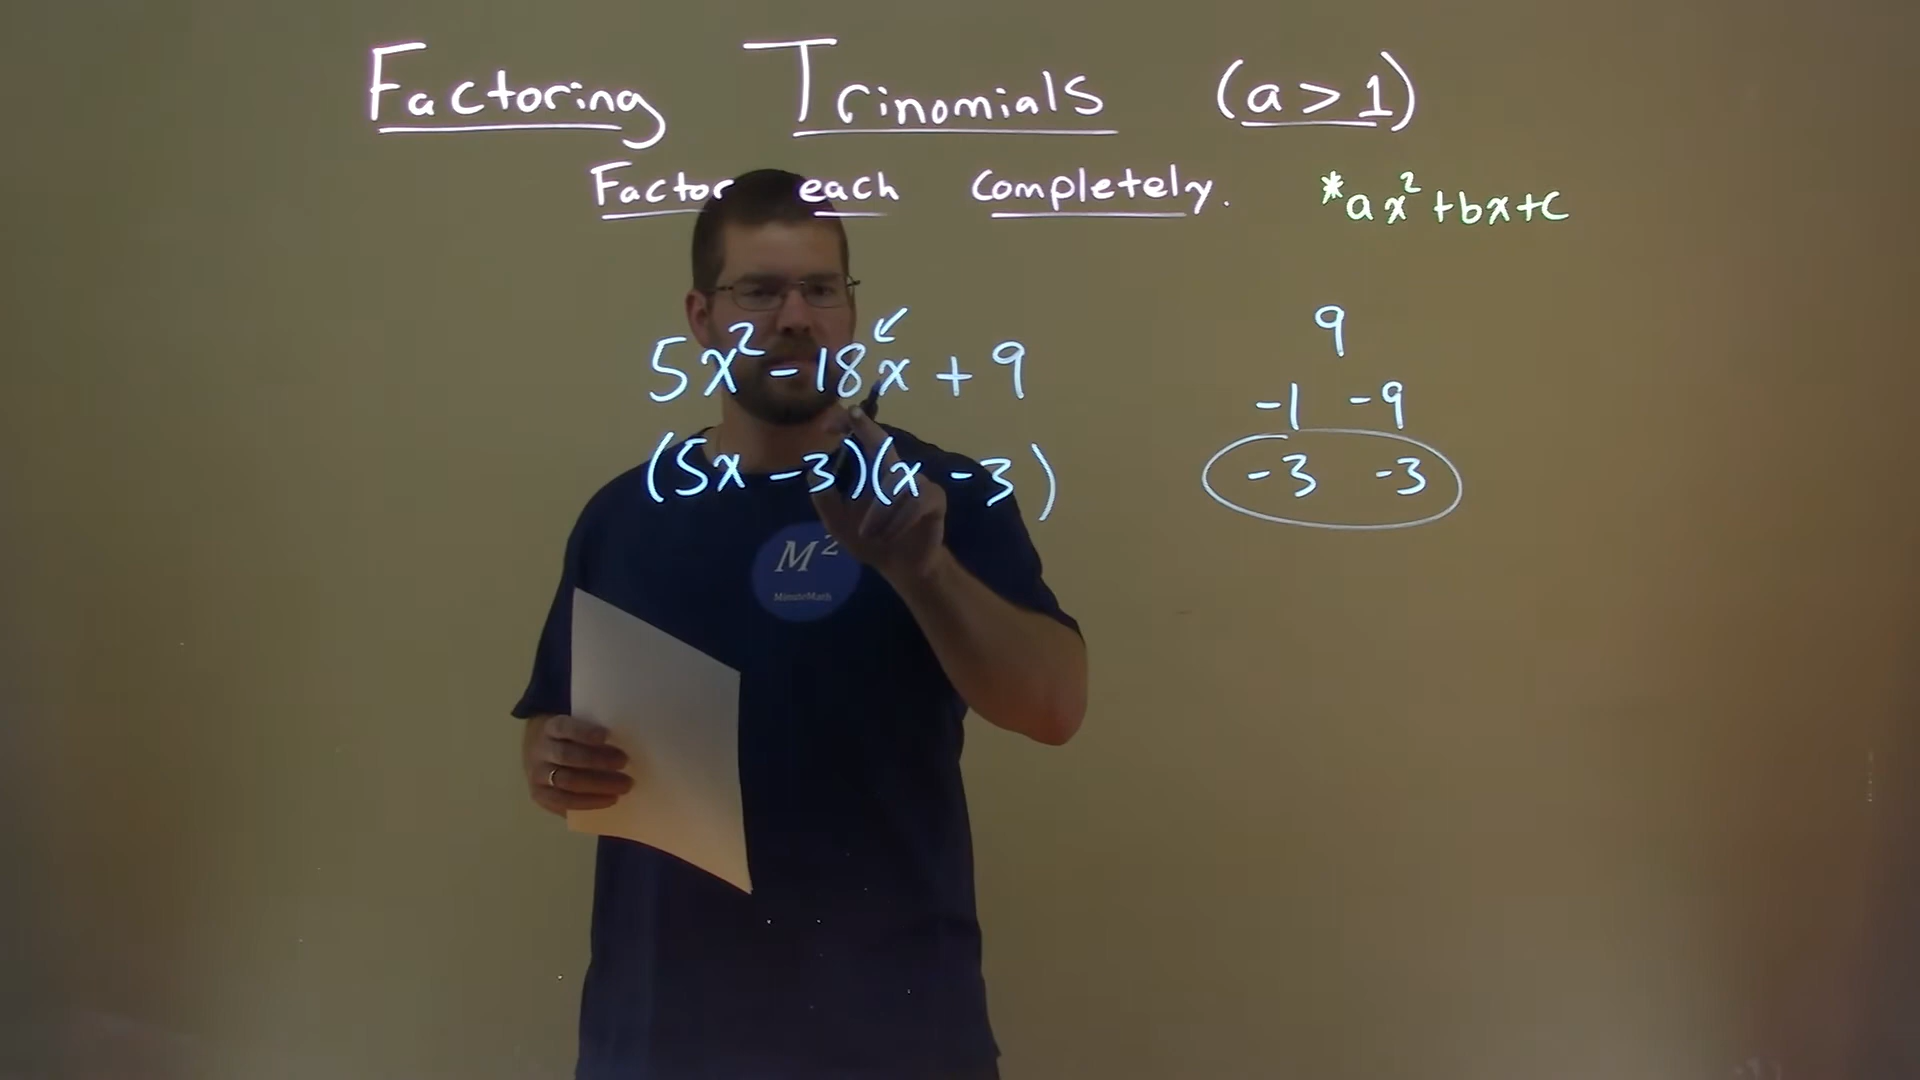 Factoring Trinomials (a > 1)
Factor each completely.
*ax²+bx+c
5x² - 18x + 9
(5x - 3)(x - 3)
9
-1 -9
-3 -3
M²
MinuteMath